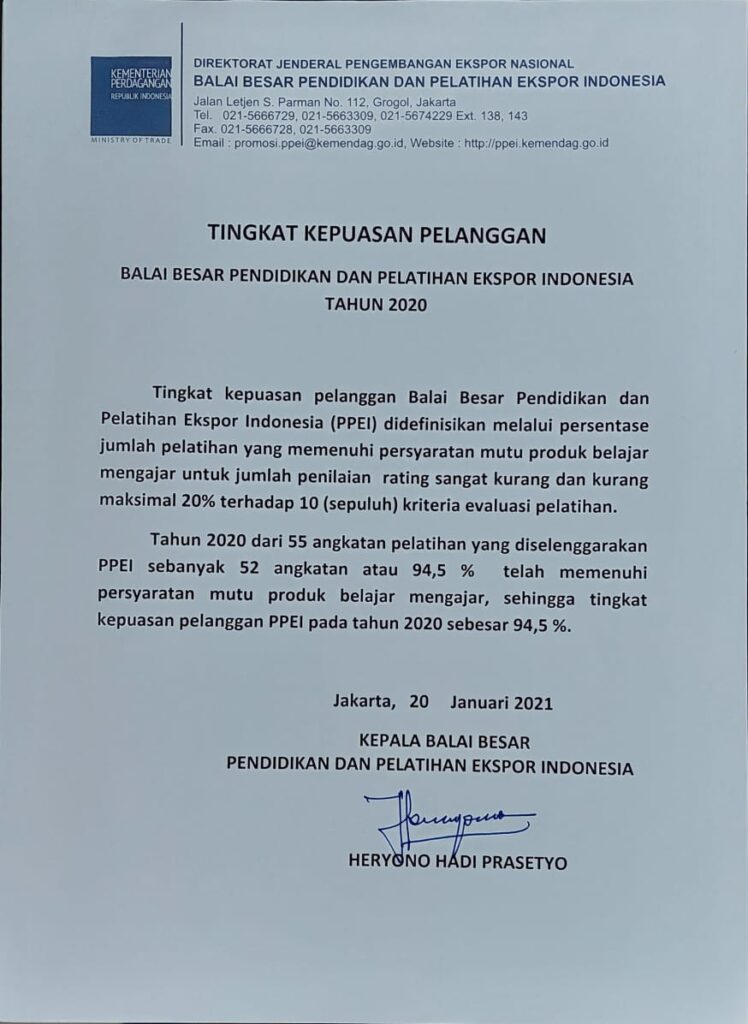 KEMENTERIAN
PERDAGANGAN
REPUBLIK INDONESIA
MINISTRY OF TRADE
DIREKTORAT JENDERAL PENGEMBANGAN EKSPOR NASIONAL
BALAI BESAR PENDIDIKAN DAN PELATIHAN EKSPOR INDONESIA
Jalan Letjen S. Parman No. 112, Grogol, Jakarta
Tel. 021-5666729, 021-5663309, 021-5674229 Ext. 138, 143
Fax. 021-5666728, 021-5663309
Email : promosi.ppei@kemendag.go.id, Website : http://ppei.kemendag.go.id
TINGKAT KEPUASAN PELANGGAN
BALAI BESAR PENDIDIKAN DAN PELATIHAN EKSPOR INDONESIA
TAHUN 2020
Tingkat kepuasan pelanggan Balai Besar Pendidikan dan
Pelatihan Ekspor Indonesia (PPEI) didefinisikan melalui persentase
jumlah pelatihan yang memenuhi persyaratan mutu produk belajar
mengajar untuk jumlah penilaian rating sangat kurang dan kurang
maksimal 20% terhadap 10 (sepuluh) kriteria evaluasi pelatihan.
Tahun 2020 dari 55 angkatan pelatihan yang diselenggarakan
PPEI sebanyak 52 angkatan atau 94,5 % telah memenuhi
persyaratan mutu produk belajar mengajar, sehingga tingkat
kepuasan pelanggan PPEI pada tahun 2020 sebesar 94,5 %.
Jakarta, 20 Januari 2021
KEPALA BALAI BESAR
PENDIDIKAN DAN PELATIHAN EKSPOR INDONESIA
HERYONO HADI PRASETYO